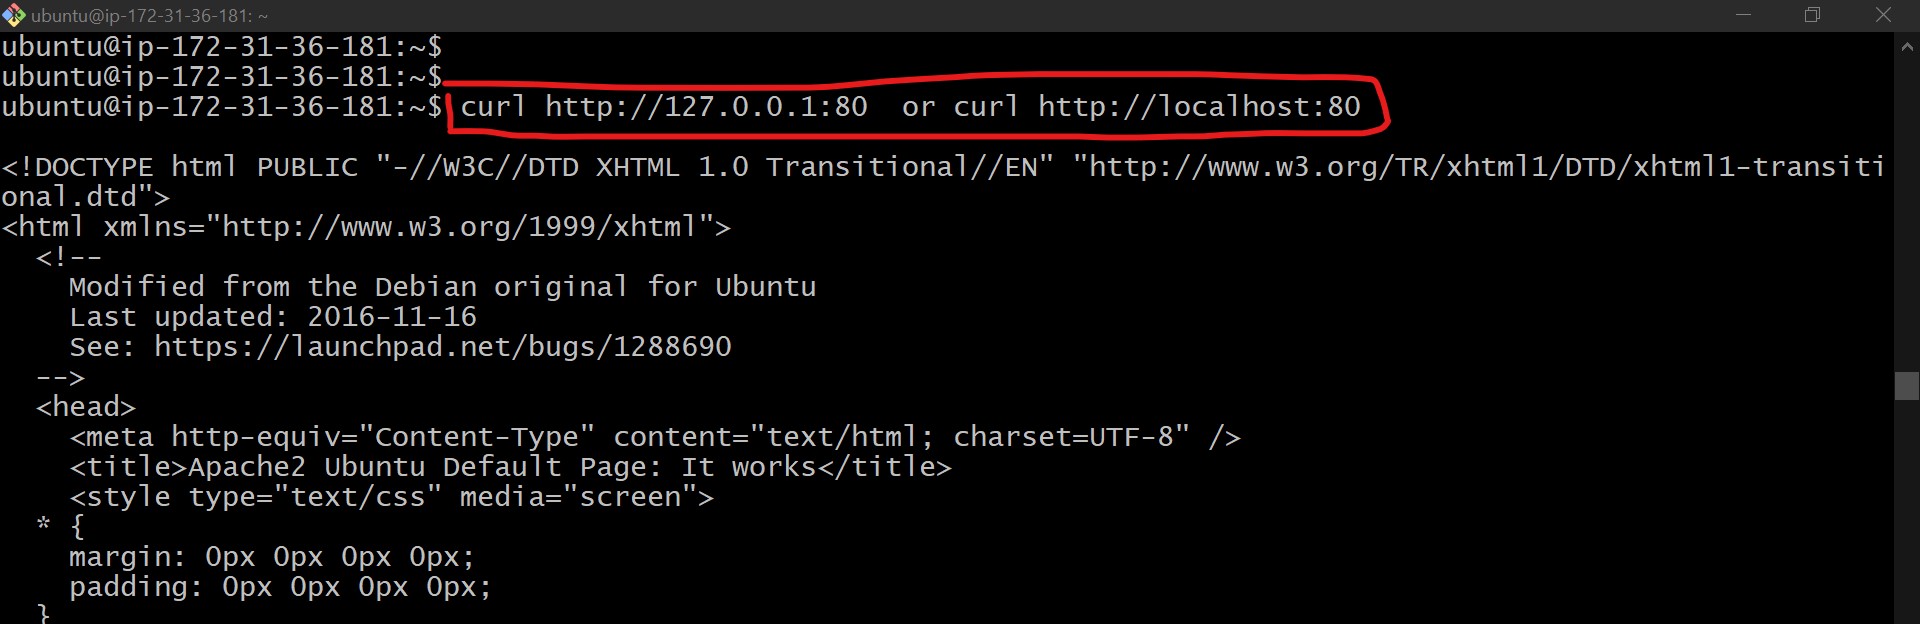 ubuntu@ip-172-31-36-181: ~
ubuntu@ip-172-31-36-181:~$
ubuntu@ip-172-31-36-181:~$
ubuntu@ip-172-31-36-181:~$ curl http://127.0.0.1:80  or curl http://localhost:80
<!DOCTYPE html PUBLIC "-//W3C//DTD XHTML 1.0 Transitional//EN" "http://www.w3.org/TR/xhtml1/DTD/xhtml1-transiti
onal.dtd">
<html xmlns="http://www.w3.org/1999/xhtml">
  <!--
    Modified from the Debian original for Ubuntu
    Last updated: 2016-11-16
    See: https://launchpad.net/bugs/1288690
  -->
  <head>
    <meta http-equiv="Content-Type" content="text/html; charset=UTF-8" />
    <title>Apache2 Ubuntu Default Page: It works</title>
    <style type="text/css" media="screen">
  * {
    margin: 0px 0px 0px 0px;
    padding: 0px 0px 0px 0px;
  }